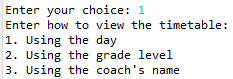 Enter your choice: 1
Enter how to view the timetable:
1. Using the day
2. Using the grade level
3. Using the coach's name